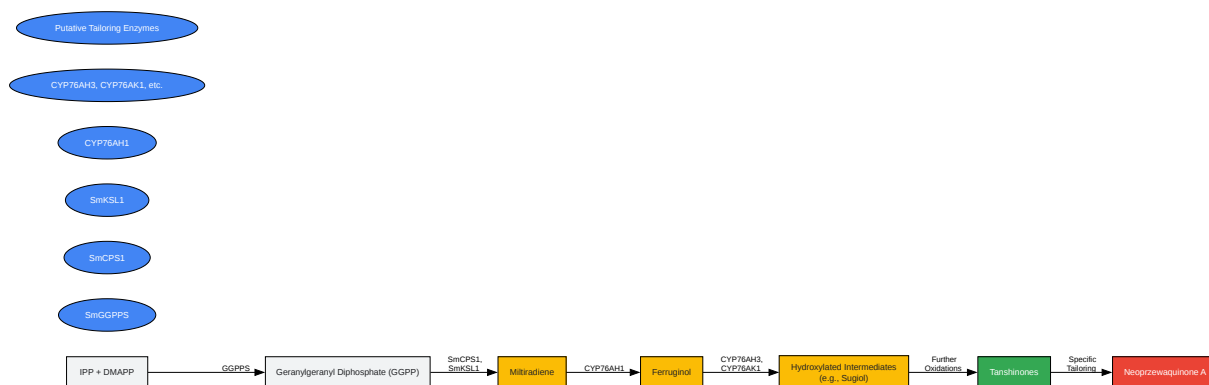 Putative Tailoring Enzymes
CYP76AH3, CYP76AK1, etc.
CYP76AH1
SmKSL1
SmCPS1
SmGGPPS
IPP + DMAPP
GGPPS
Geranylgeranyl Diphosphate (GGPP)
SmCPS1,
SmKSL1
Miltiradiene
CYP76AH1
Ferruginol
CYP76AH3,
CYP76AK1
Hydroxylated Intermediates
(e.g., Sugiol)
Further
Oxidations
Tanshinones
Specific
Tailoring
Neoprzewaquinone A